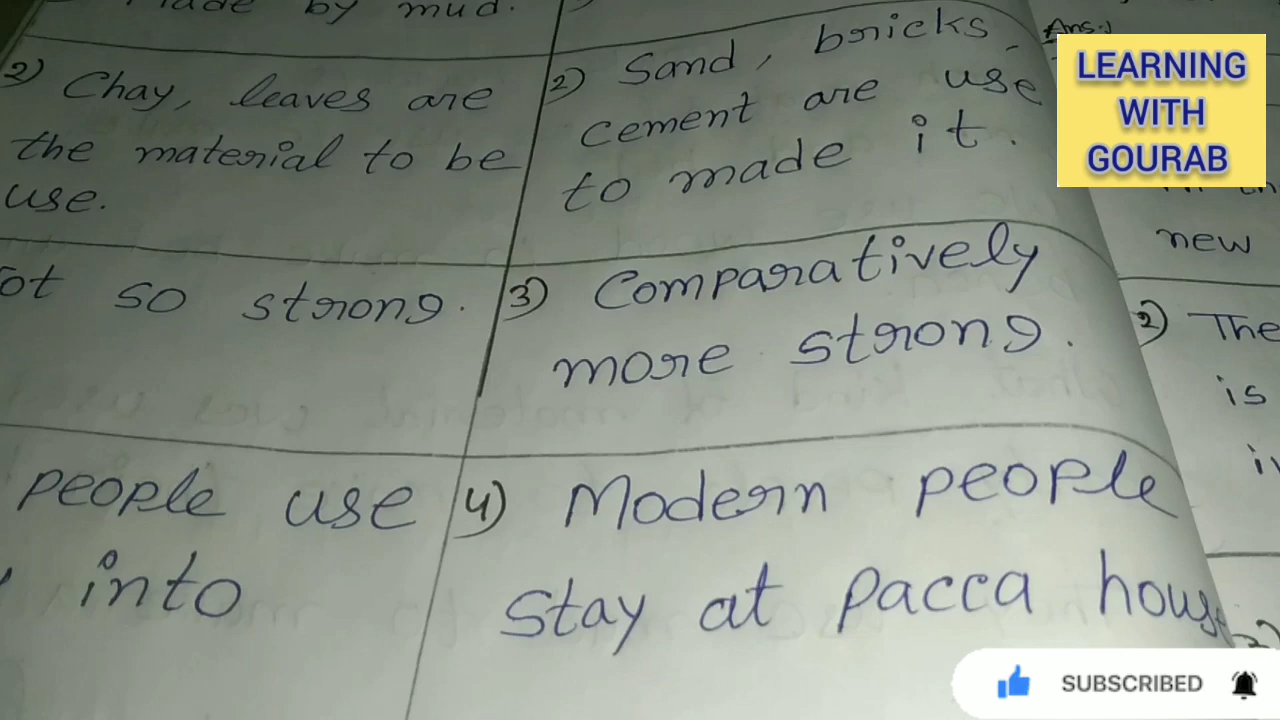 made by mud.
2) Chay, leaves are
the material to be
use.
so strong.
people use
into
2) Sand, bricks
cement are use
to made it.
3) Comparatively
more strong.
4) Modern people
stay at pacca house
Ans:
new
2) The
is
LEARNING
WITH
GOURAB
SUBSCRIBED